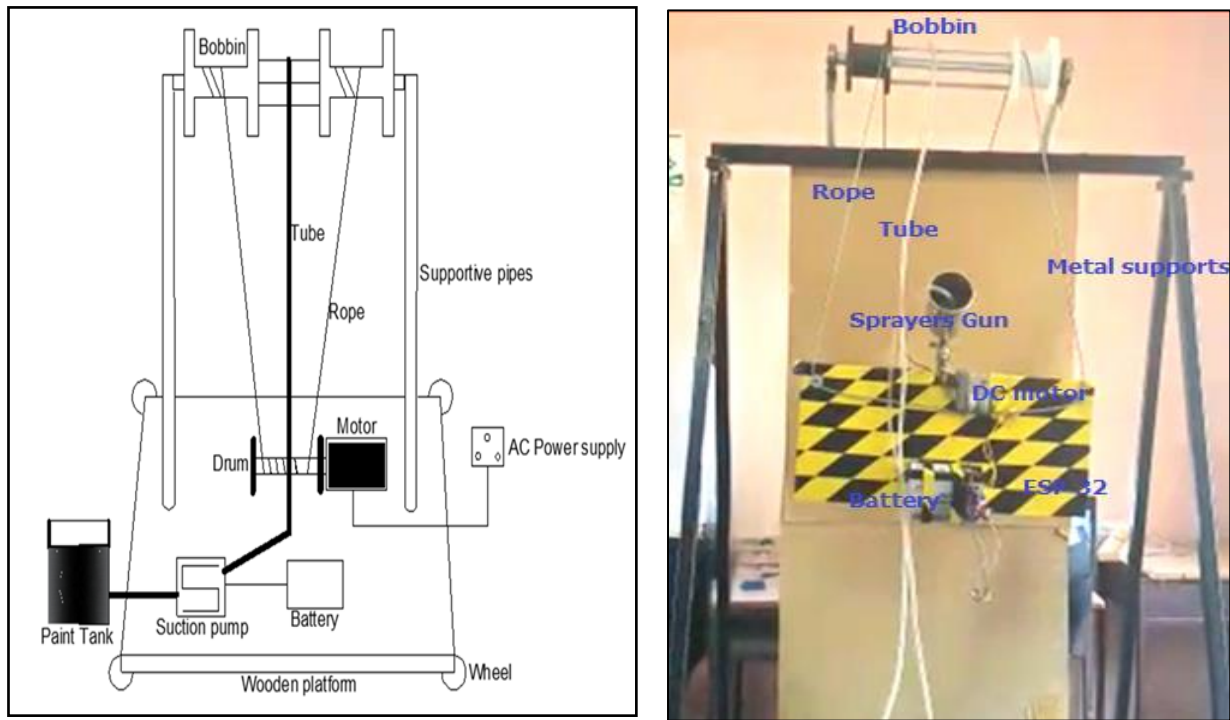 Bobbin
Tube
Supportive pipes
Rope
Motor
Drum
AC Power supply
Paint Tank
Suction pump
Battery
Wheel
Wooden platform
Bobbin
Rope
Tube
Metal supports
Sprayers Gun
DC motor
Battery
ESP 32